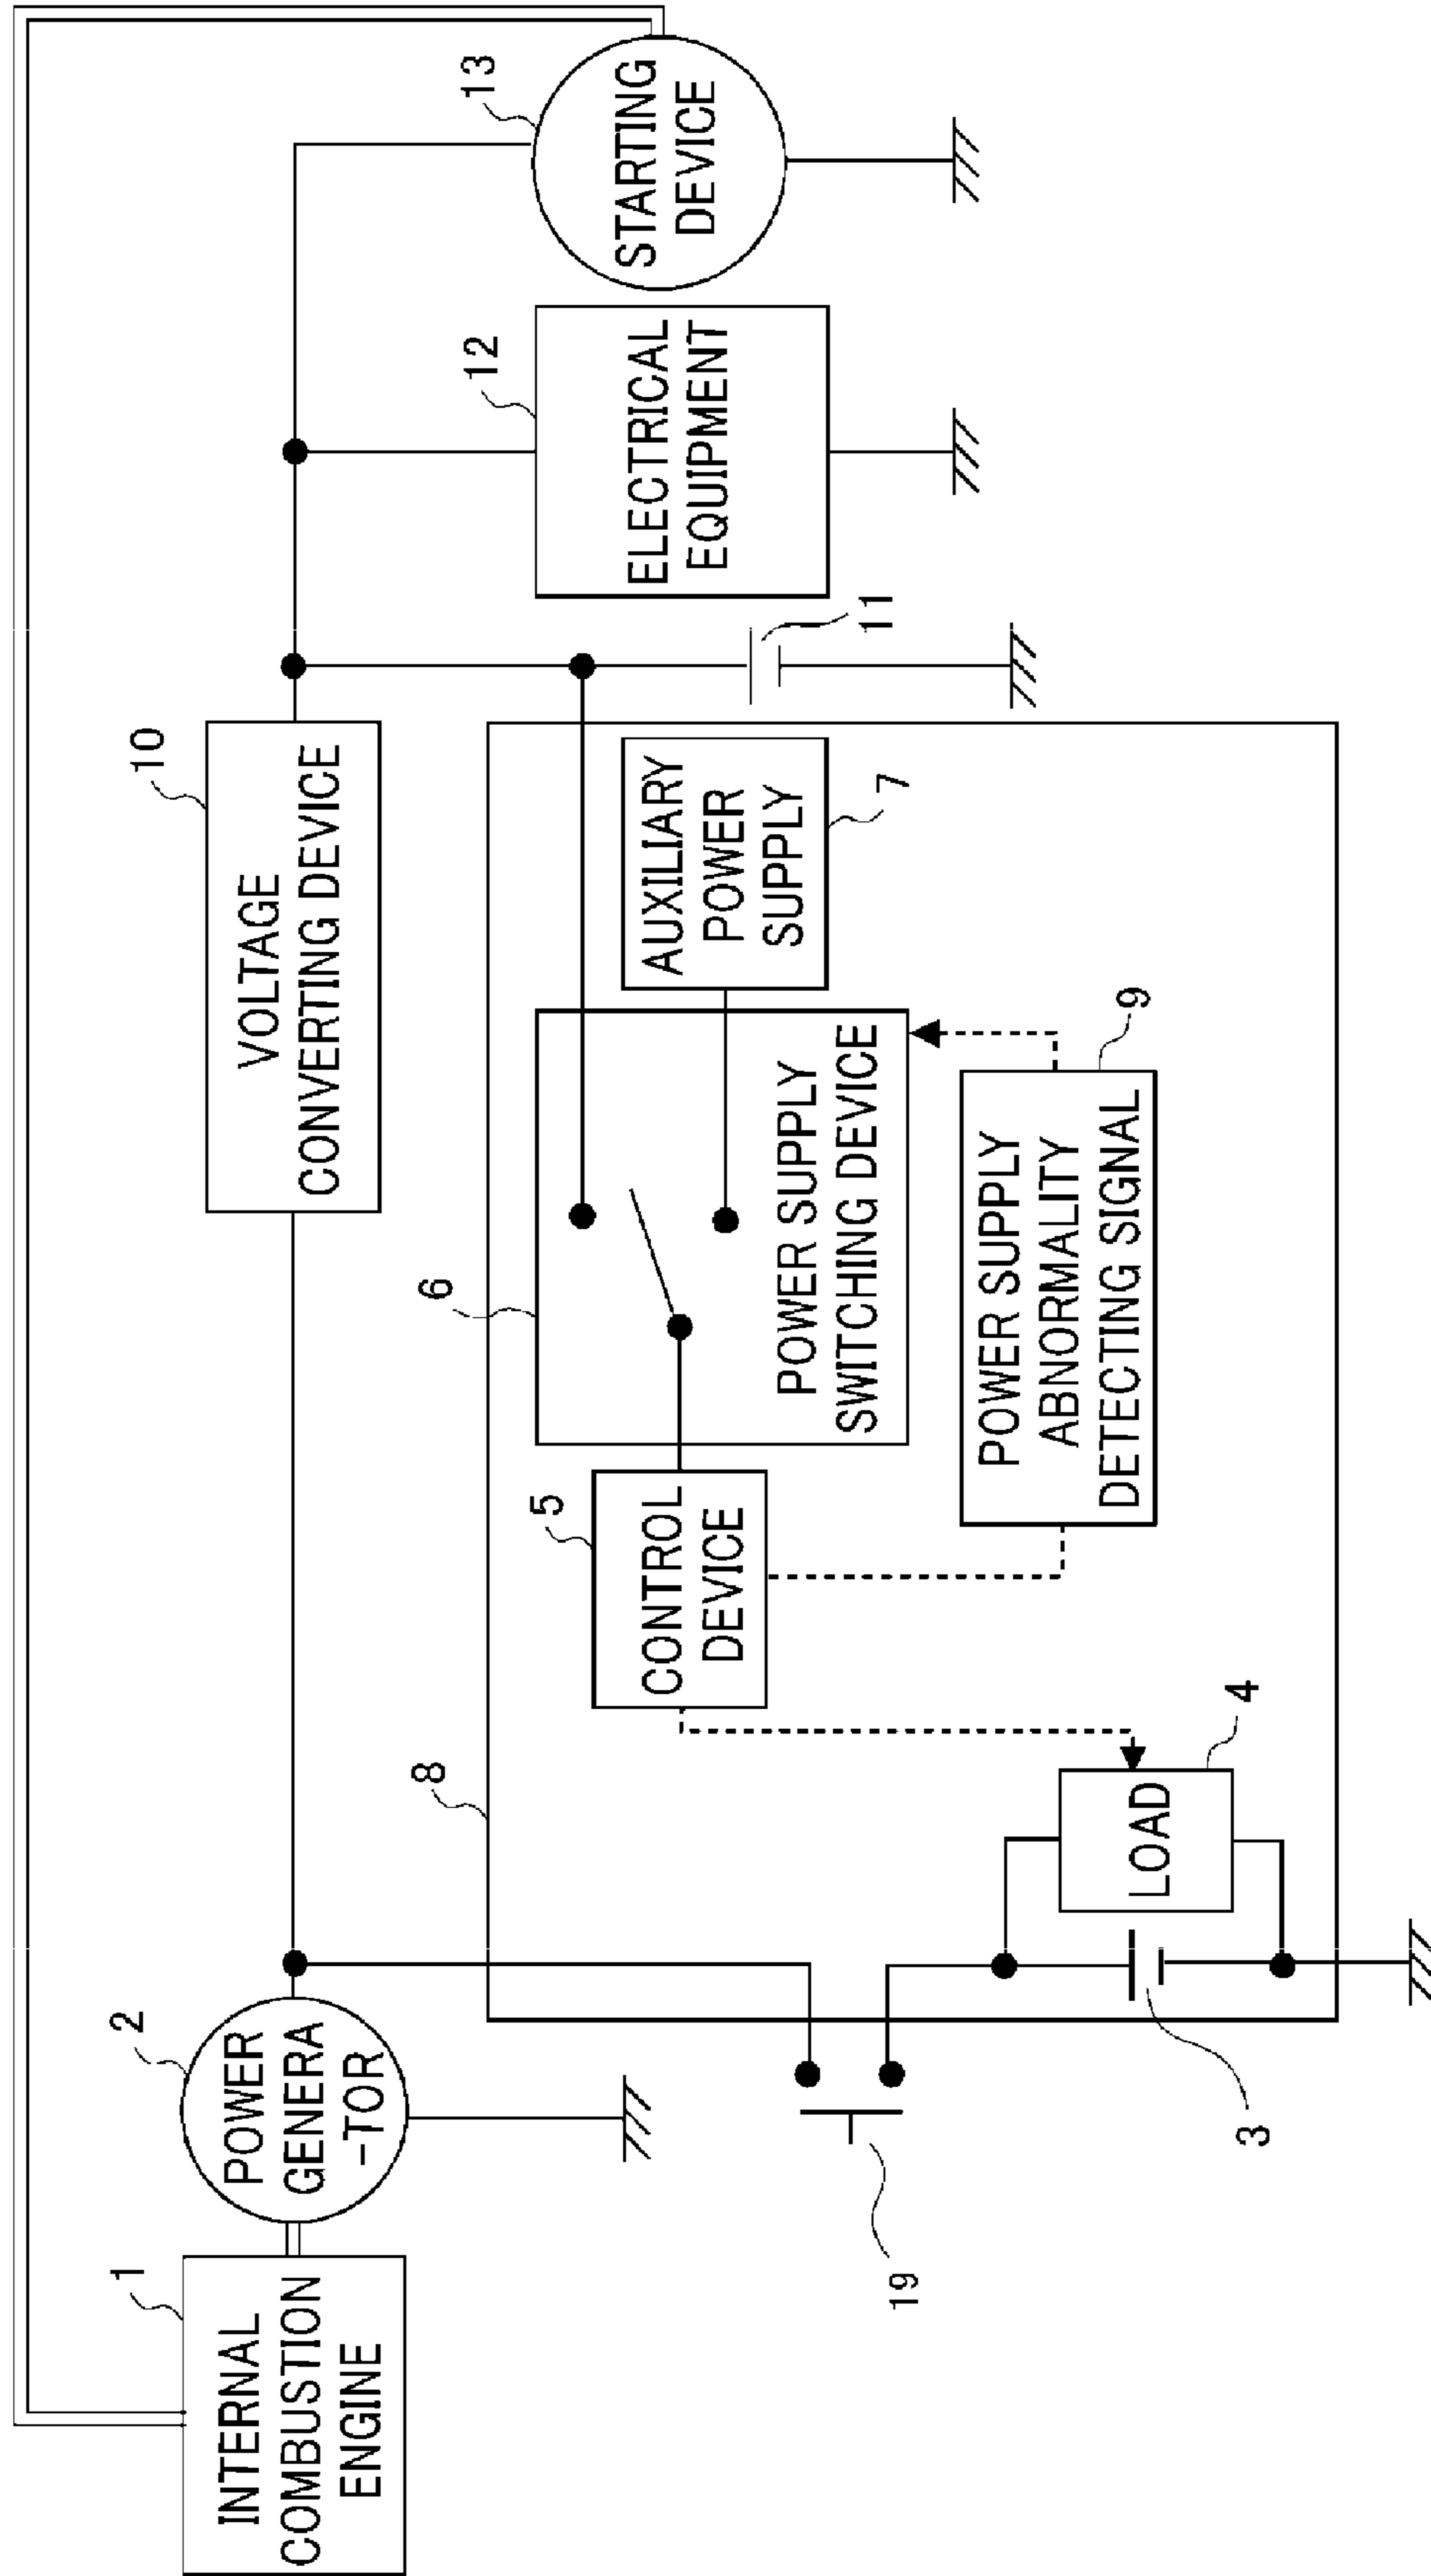 1
INTERNAL
COMBUSTION
ENGINE
2
POWER
GENERA
-TOR
10
VOLTAGE
CONVERTING DEVICE
13
STARTING
DEVICE
12
ELECTRICAL
EQUIPMENT
11
8
6
POWER SUPPLY
SWITCHING DEVICE
AUXILIARY
POWER
SUPPLY
7
5
CONTROL
DEVICE
9
POWER SUPPLY
ABNORMALITY
DETECTING SIGNAL
LOAD
4
3
19